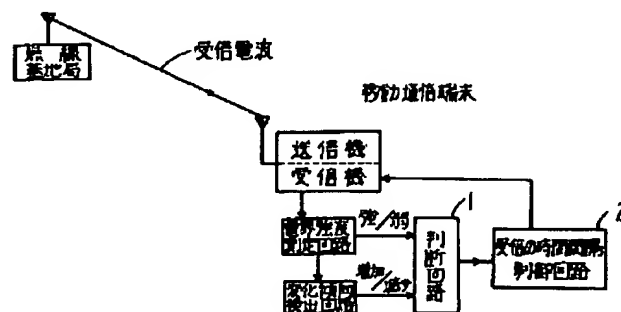 無線
基地局
受信電波
移動通信端末
送信機
受信機
電界強度
測定回路
強/弱
変化傾向
検出回路
増加/減少
判断回路
1
受信の時間間隔
制御回路
2